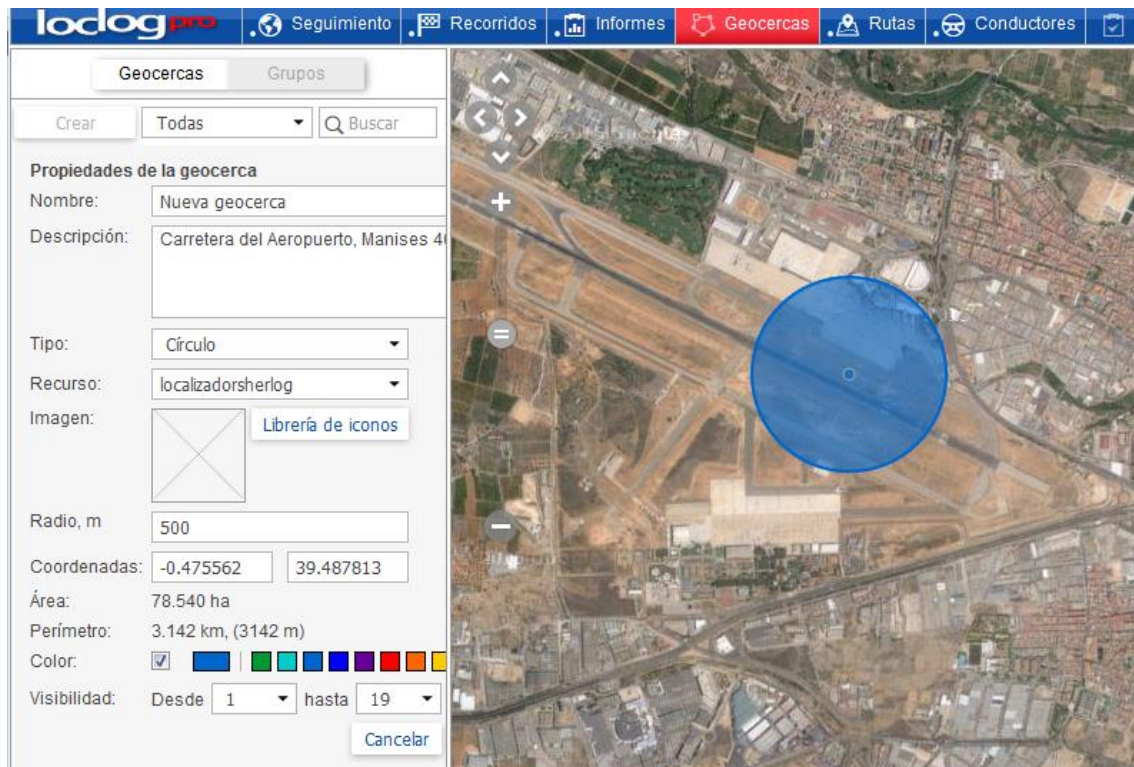 loclog pro
Seguimiento
Recorridos
Informes
Geocercas
Rutas
Conductores
Geocercas
Grupos
Crear
Todas
Buscar
Propiedades de la geocerca
Nombre: Nueva geocerca
Descripción: Carretera del Aeropuerto, Manises
Tipo: Círculo
Recurso: localizadorsherlog
Imagen: Librería de iconos
Radio, m 500
Coordenadas: -0.475562 39.487813
Área: 78.540 ha
Perímetro: 3.142 km, (3142 m)
Color:
Visibilidad: Desde 1 hasta 19
Cancelar